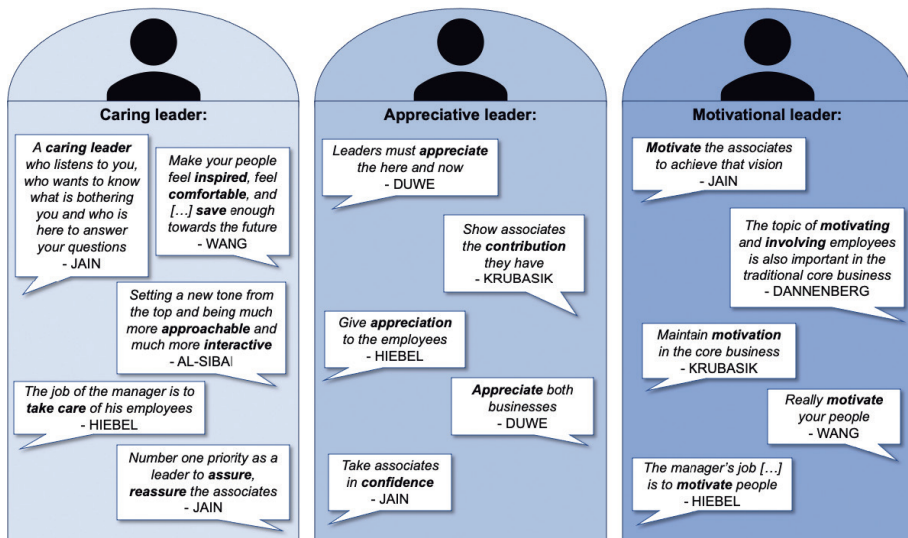 Caring leader:
A caring leader
who listens to you,
who wants to know
what is bothering
you and who is
here to answer
your questions
- JAIN
Make your people
feel inspired, feel
comfortable, and
[…] save enough
towards the future
- WANG
Setting a new tone from
the top and being much
more approachable and
much more interactive
- AL-SIBAI
The job of the manager is to
take care of his employees
- HIEBEL
Number one priority as a
leader to assure,
reassure the associates
- JAIN
Appreciative leader:
Leaders must appreciate
the here and now
- DUWE
Show associates
the contribution
they have
- KRUBASIK
Give appreciation
to the employees
- HIEBEL
Appreciate both
businesses
- DUWE
Take associates
in confidence
- JAIN
Motivational leader:
Motivate the associates
to achieve that vision
- JAIN
The topic of motivating
and involving employees
is also important in the
traditional core business
- DANNENBERG
Maintain motivation
in the core business
- KRUBASIK
Really motivate
your people
- WANG
The manager's job […]
is to motivate people
- HIEBEL